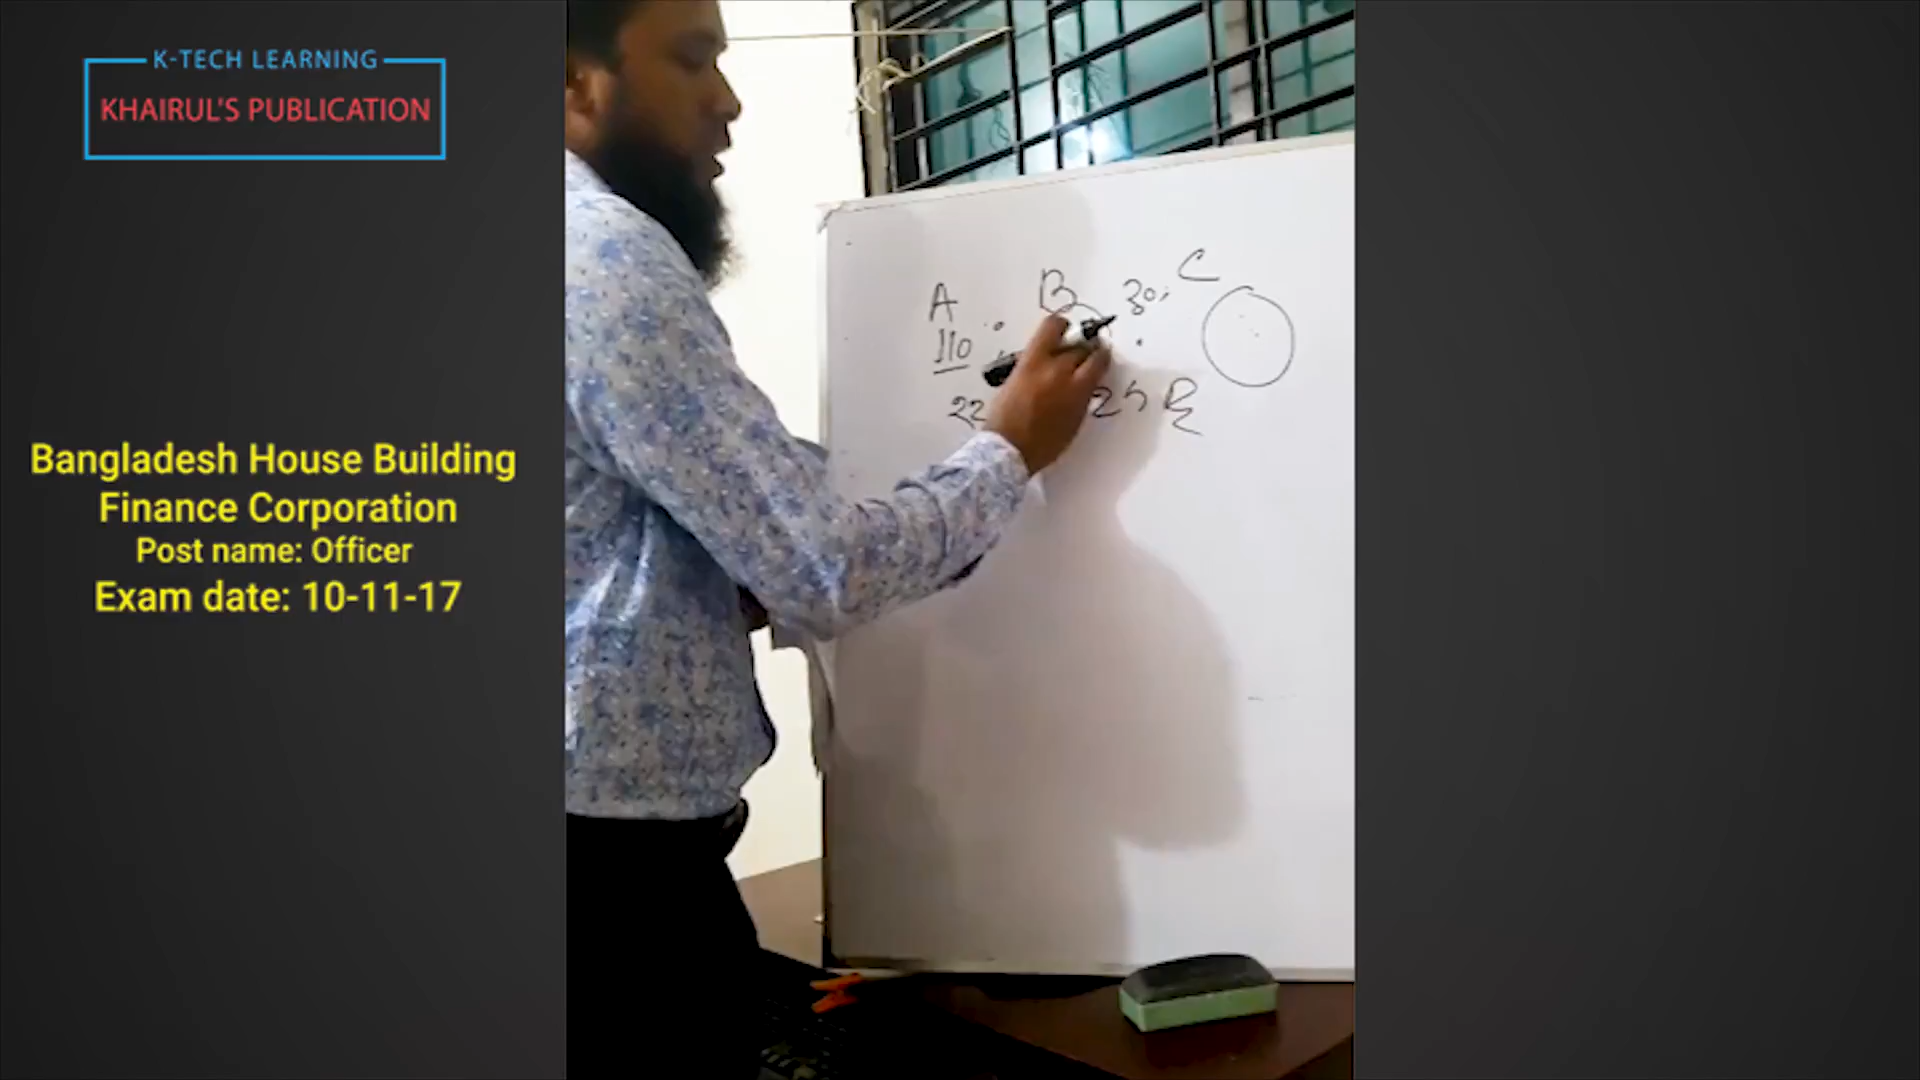 K-TECH LEARNING
KHAIRUL'S PUBLICATION
Bangladesh House Building
Finance Corporation
Post name: Officer
Exam date: 10-11-17
A B 30 C
110
22